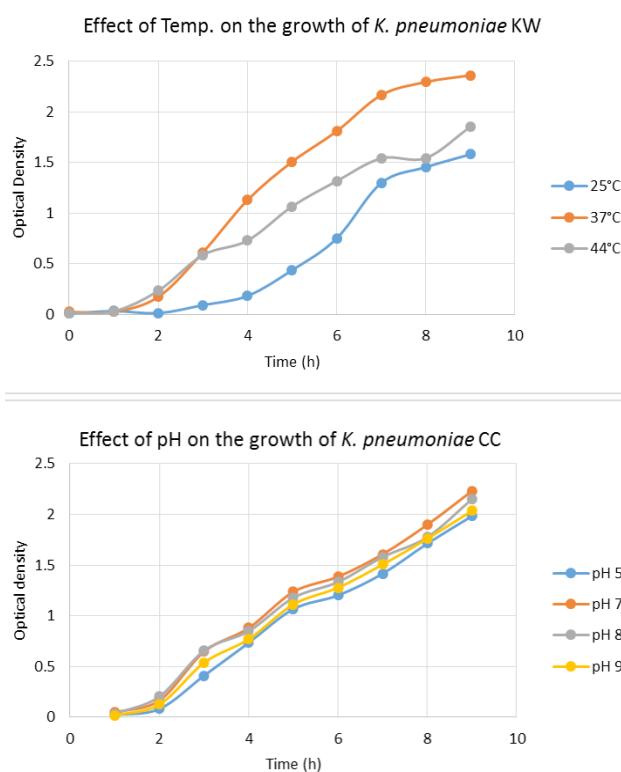 Effect of Temp. on the growth of K. pneumoniae KW
2.5
2
1.5
1
0.5
0
Optical Density
0 2 4 6 8 10
Time (h)
25°C
37°C
44°C
Effect of pH on the growth of K. pneumoniae CC
2.5
2
1.5
1
0.5
0
Optical density
0 2 4 6 8 10
Time (h)
pH 5
pH 7
pH 8
pH 9